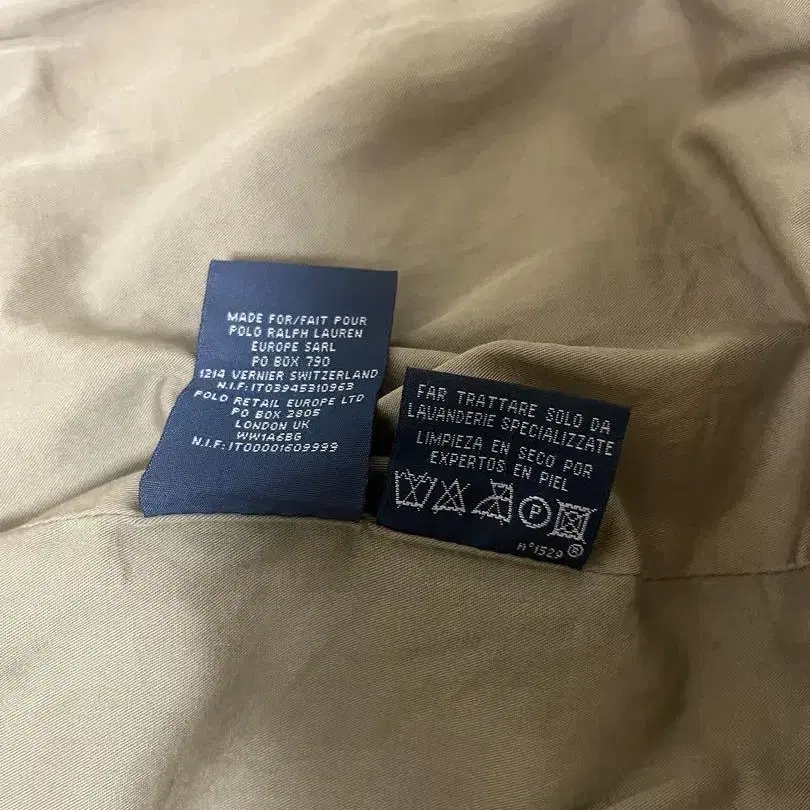 MADE FOR/FAIT POUR
POLO RALPH LAUREN
EUROPE SARL
PO BOX 790
1214 VERNIER SWITZERLAND
N.I.F:IT03945310963
POLO RETAIL EUROPE LTD
PO BOX 2805
LONDON UK
WW1A6BG
N.I.F:IT00001609999
FAR TRATTARE SOLO DA
LAVANDERIE SPECIALIZZATE
LIMPIEZA EN SECO POR
EXPERTOS EN PIEL
P
n°1529 ®